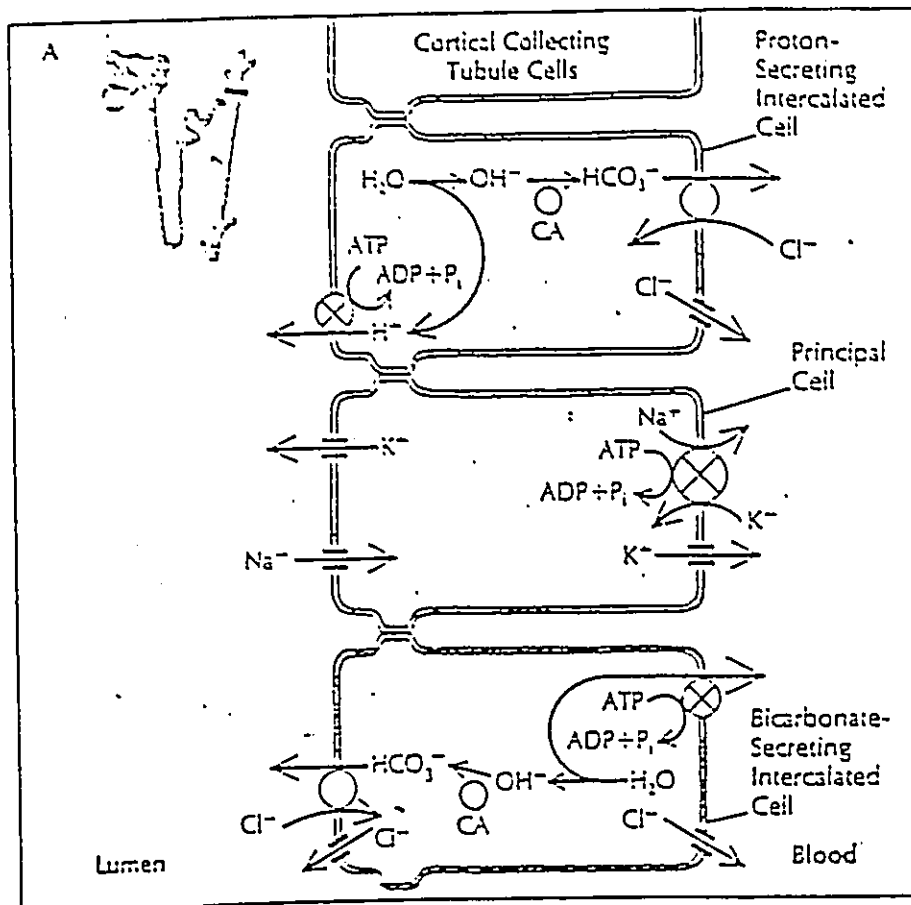 A
Cortical Collecting
Tubule Cells
Proton-
Secreting
Intercalated
Cell
H₂O → OH⁻ → HCO₃⁻
CA
ATP
ADP+Pᵢ
Cl⁻
Cl⁻
H⁺
Principal
Cell
Na⁺
K⁺
ATP
ADP+Pᵢ
K⁺
Na⁺
K⁺
ATP
ADP+Pᵢ
Bicarbonate-
Secreting
Intercalated
Cell
HCO₃⁻
OH⁻
H₂O
CA
Cl⁻
Cl⁻
Cl⁻
Lumen
Blood